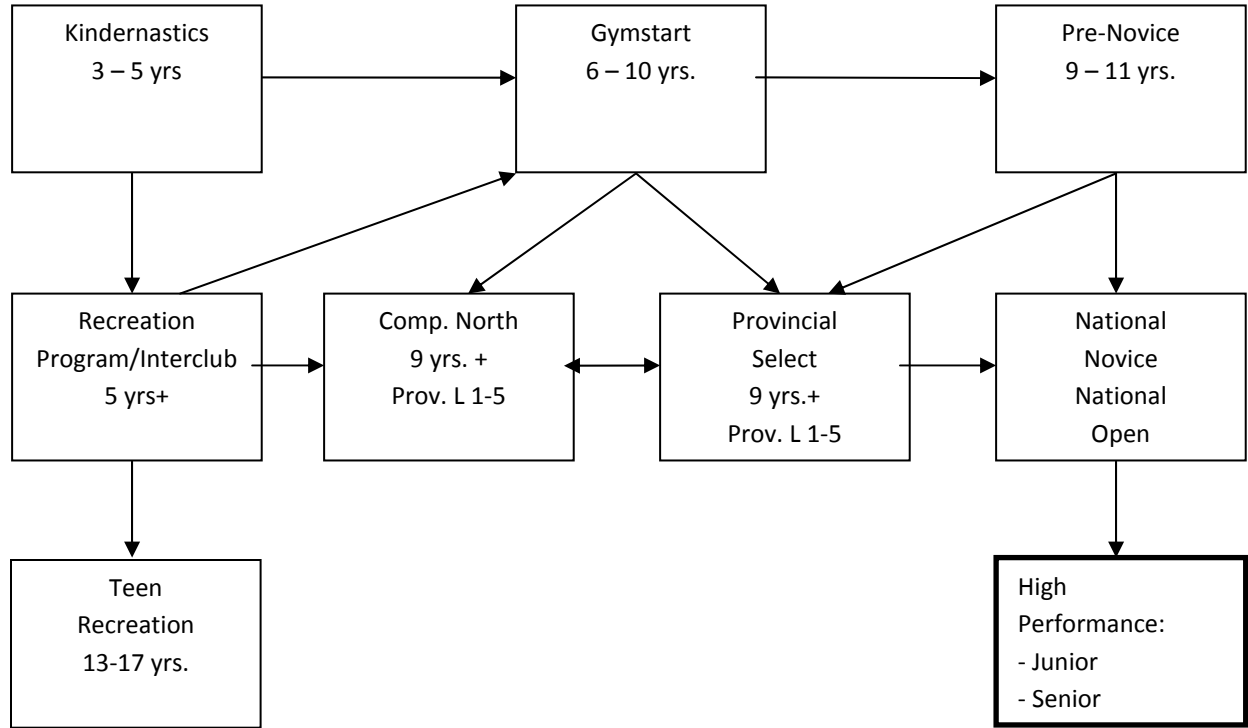 Kindernastics
3 – 5 yrs
Gymstart
6 – 10 yrs.
Pre-Novice
9 – 11 yrs.
Recreation
Program/Interclub
5 yrs+
Comp. North
9 yrs. +
Prov. L 1-5
Provincial
Select
9 yrs.+
Prov. L 1-5
National
Novice
National
Open
Teen
Recreation
13-17 yrs.
High
Performance:
- Junior
- Senior